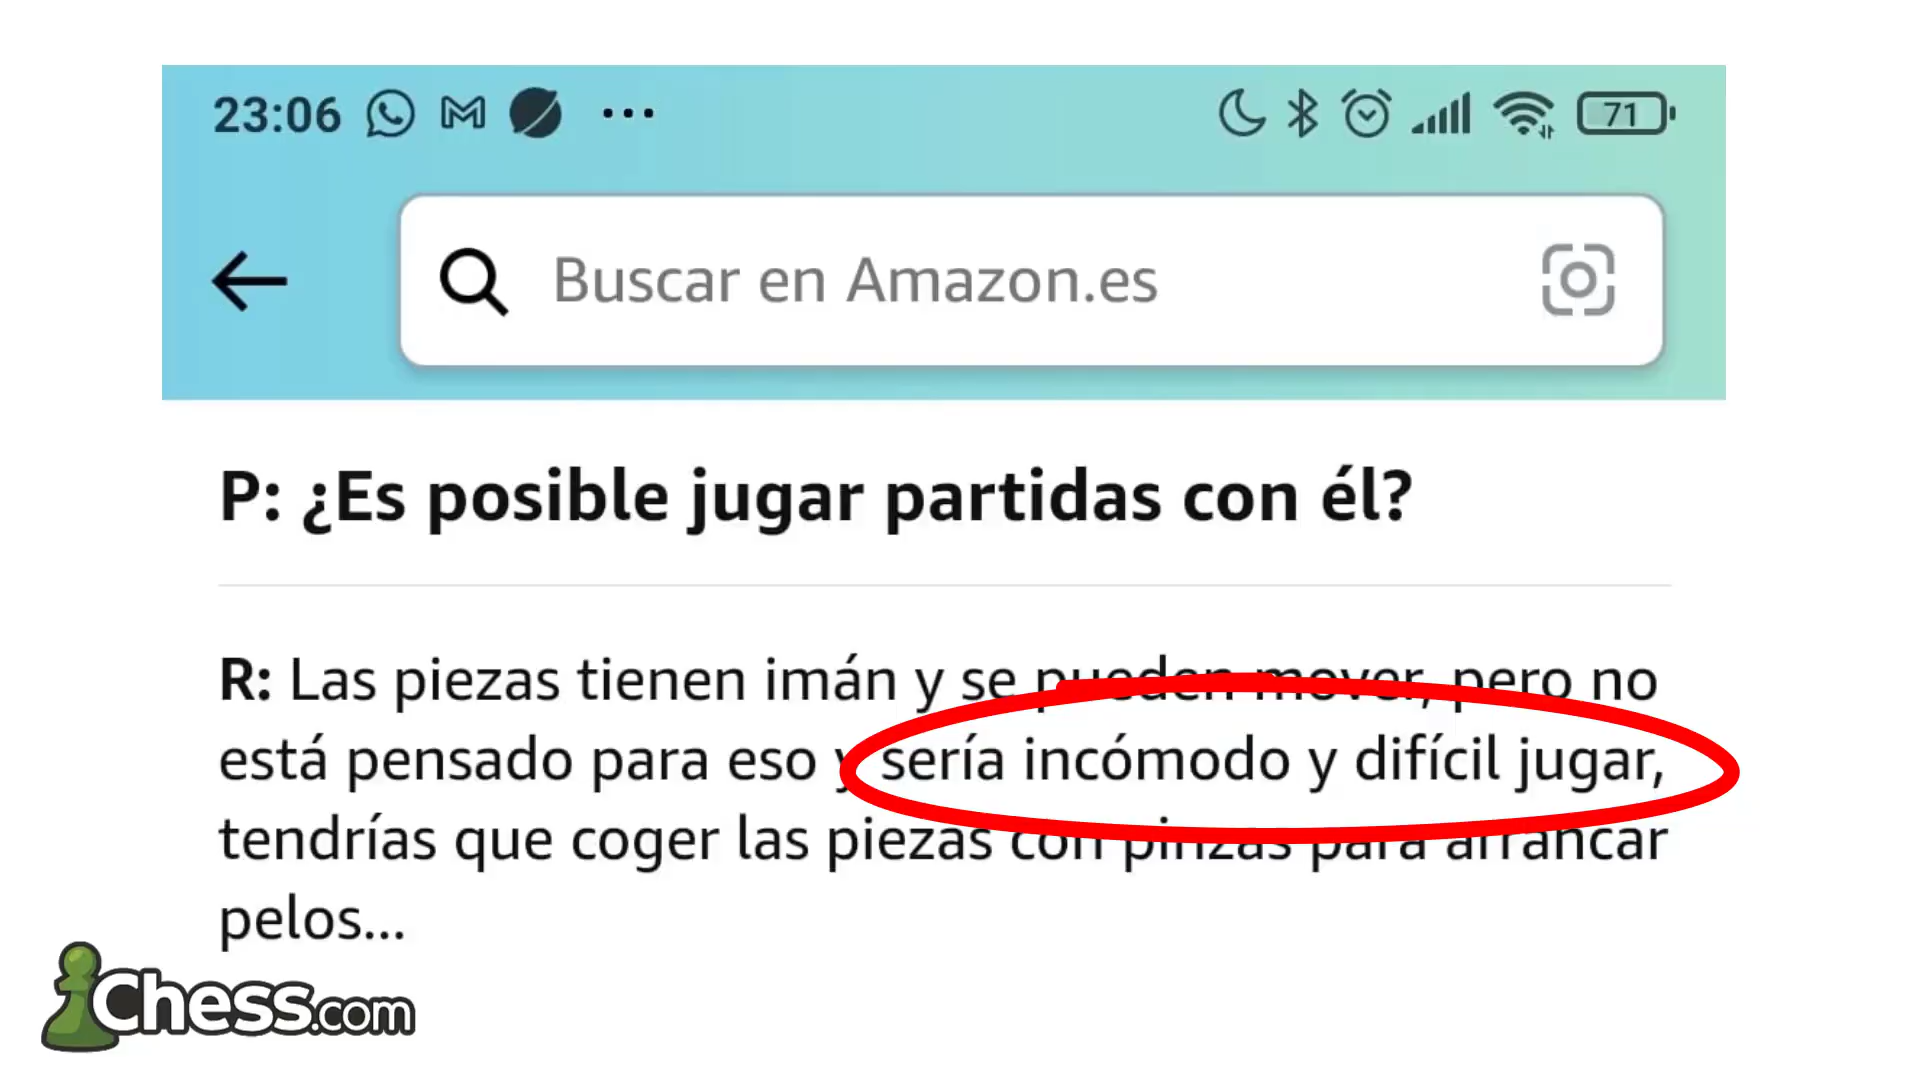 23:06
71
Buscar en Amazon.es
P: ¿Es posible jugar partidas con él?
R: Las piezas tienen imán y se pueden mover, pero no
está pensado para eso y sería incómodo y difícil jugar,
tendrías que coger las piezas con pinzas para arrancar
pelos...
Chess.com